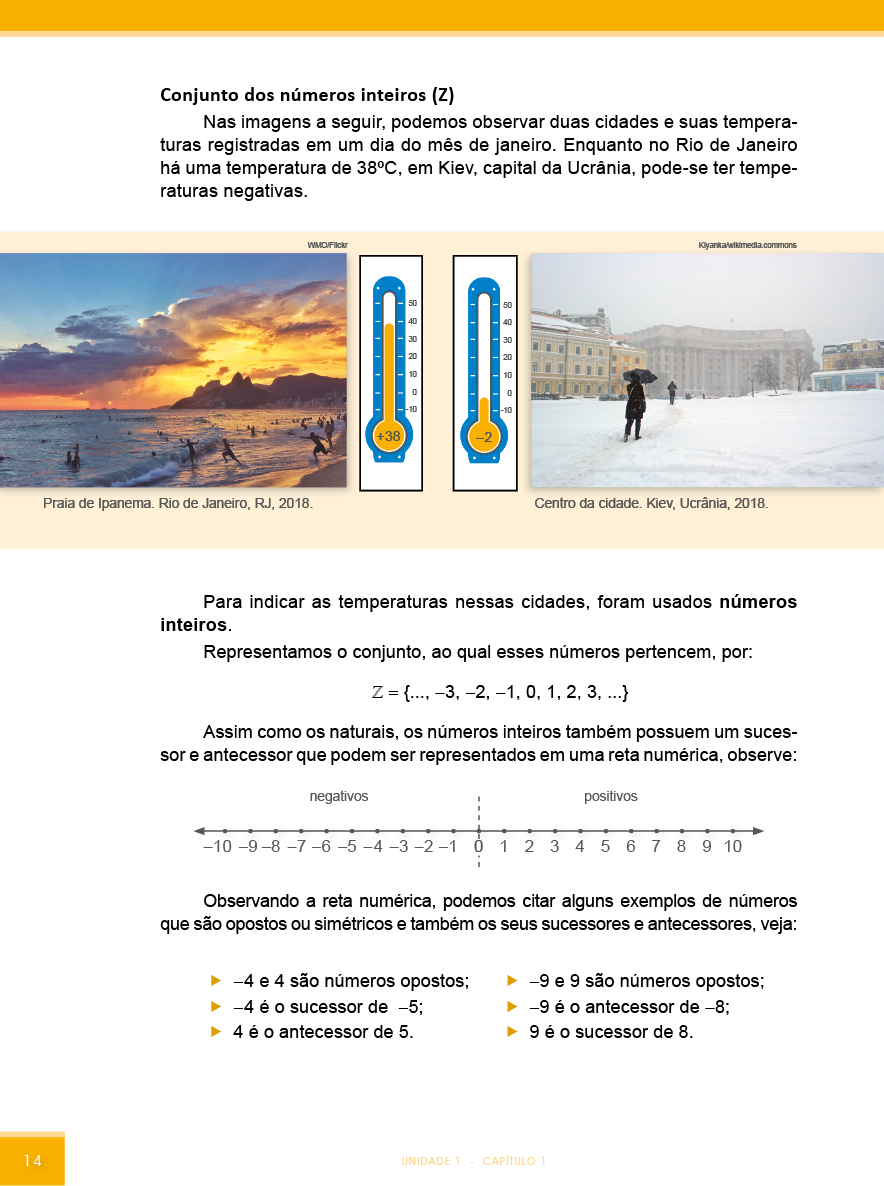 Conjunto dos números inteiros (Z)
Nas imagens a seguir, podemos observar duas cidades e suas tempera-
turas registradas em um dia do mês de janeiro. Enquanto no Rio de Janeiro
há uma temperatura de 38ºC, em Kiev, capital da Ucrânia, pode-se ter tempe-
raturas negativas.
WMO/Flickr
Kiyanka/wikimedia.commons
50
40
30
20
10
0
-10
+38
50
40
30
20
10
0
-10
–2
Praia de Ipanema. Rio de Janeiro, RJ, 2018.
Centro da cidade. Kiev, Ucrânia, 2018.
Para indicar as temperaturas nessas cidades, foram usados números
inteiros.
Representamos o conjunto, ao qual esses números pertencem, por:
ℤ = {..., –3, –2, –1, 0, 1, 2, 3, ...}
Assim como os naturais, os números inteiros também possuem um suces-
sor e antecessor que podem ser representados em uma reta numérica, observe:
negativos positivos
–10 –9 –8 –7 –6 –5 –4 –3 –2 –1 0 1 2 3 4 5 6 7 8 9 10
Observando a reta numérica, podemos citar alguns exemplos de números
que são opostos ou simétricos e também os seus sucessores e antecessores, veja:
–4 e 4 são números opostos;
–4 é o sucessor de –5;
4 é o antecessor de 5.
–9 e 9 são números opostos;
–9 é o antecessor de –8;
9 é o sucessor de 8.
14
UNIDADE 1 - CAPÍTULO 1